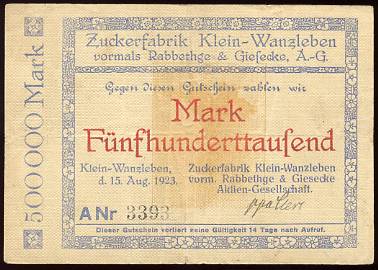 500000 Mark
Zuckerfabrik Klein-Wanzleben
vormals Rabbethge & Giesecke, A.-G.
Gegen diesen Gutschein zahlen wir
Mark
Fünfhunderttausend
Klein-Wanzleben,
d. 15. Aug. 1923.
Zuckerfabrik Klein-Wanzleben
vorm. Rabbethge & Giesecke
Aktien-Gesellschaft.
A Nr 3393
Dieser Gutschein verliert seine Gültigkeit 14 Tage nach Aufruf.